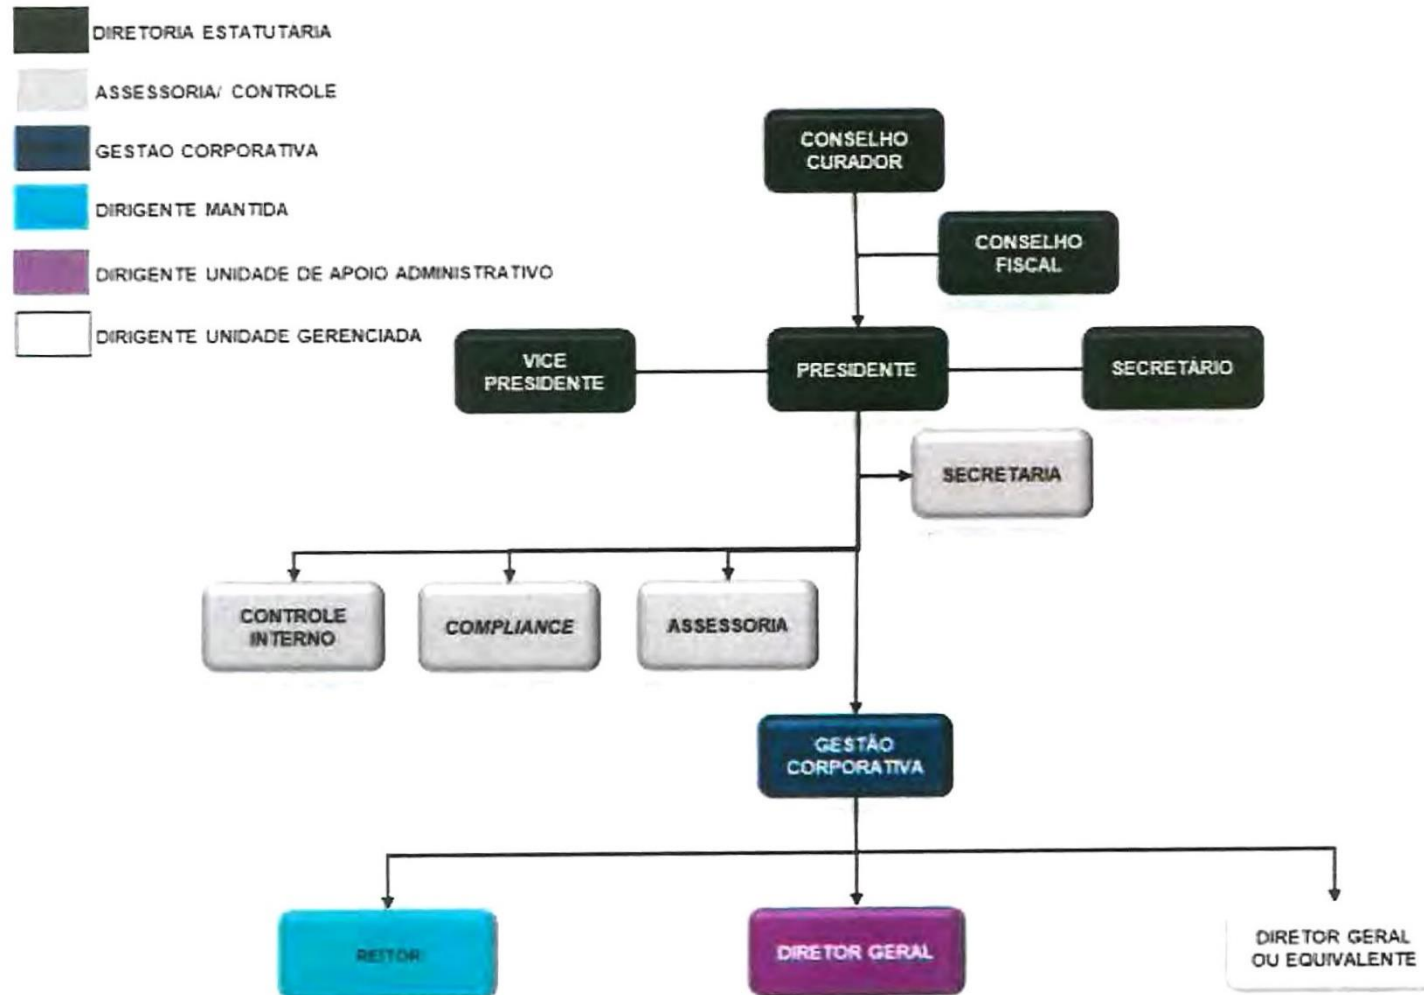 DIRETORIA ESTATUTARIA
ASSESSORIA/ CONTROLE
GESTAO CORPORATIVA
DIRIGENTE MANTIDA
DIRIGENTE UNIDADE DE APOIO ADMINISTRATIVO
DIRIGENTE UNIDADE GERENCIADA
CONSELHO
CURADOR
CONSELHO
FISCAL
VICE
PRESIDENTE
PRESIDENTE
SECRETÁRIO
SECRETARIA
CONTROLE
INTERNO
COMPLIANCE
ASSESSORIA
GESTÃO
CORPORATIVA
REITOR
DIRETOR GERAL
DIRETOR GERAL
OU EQUIVALENTE